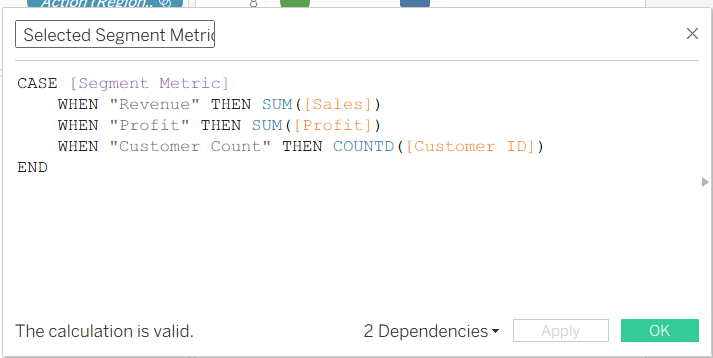 Action (Region..
8
Selected Segment Metric
CASE [Segment Metric]
    WHEN "Revenue" THEN SUM([Sales])
    WHEN "Profit" THEN SUM([Profit])
    WHEN "Customer Count" THEN COUNTD([Customer ID])
END
The calculation is valid.
2 Dependencies
Apply
OK